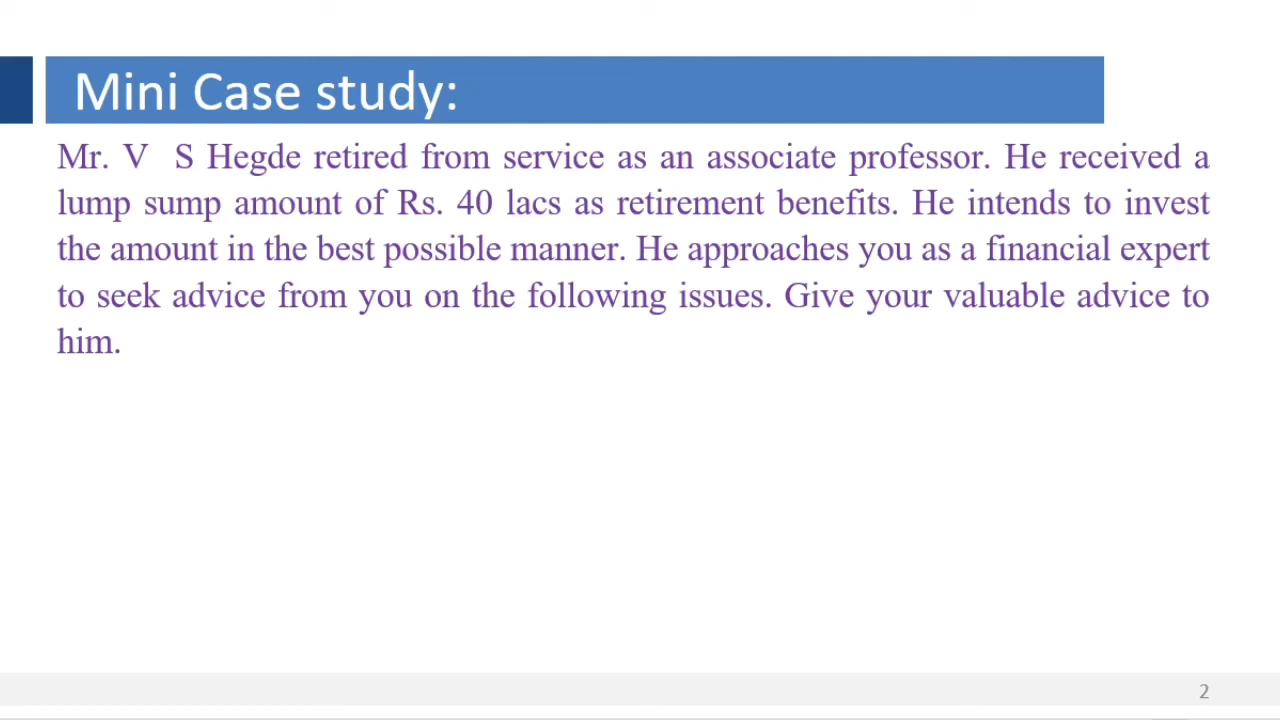 Mini Case study:
Mr. V S Hegde retired from service as an associate professor. He received a
lump sump amount of Rs. 40 lacs as retirement benefits. He intends to invest
the amount in the best possible manner. He approaches you as a financial expert
to seek advice from you on the following issues. Give your valuable advice to
him.
2